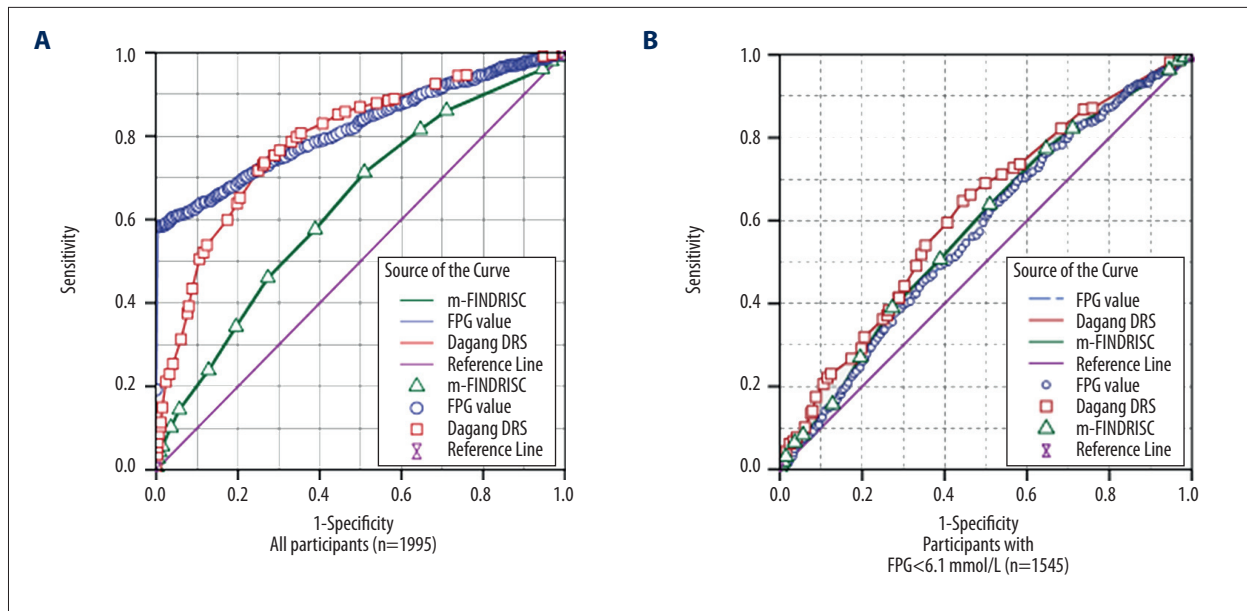 A
B
1.0
0.8
0.6
0.4
0.2
0.0
Sensitivity
Source of the Curve
m-FINDRISC
FPG value
Dagang DRS
Reference Line
m-FINDRISC
FPG value
Dagang DRS
Reference Line
0.0 0.2 0.4 0.6 0.8 1.0
1-Specificity
All participants (n=1995)
1.0
0.8
0.6
0.4
0.2
0.0
Sensitivity
Source of the Curve
FPG value
Dagang DRS
m-FINDRISC
Reference Line
FPG value
Dagang DRS
m-FINDRISC
Reference Line
0.0 0.2 0.4 0.6 0.8 1.0
1-Specificity
Participants with
FPG<6.1 mmol/L (n=1545)